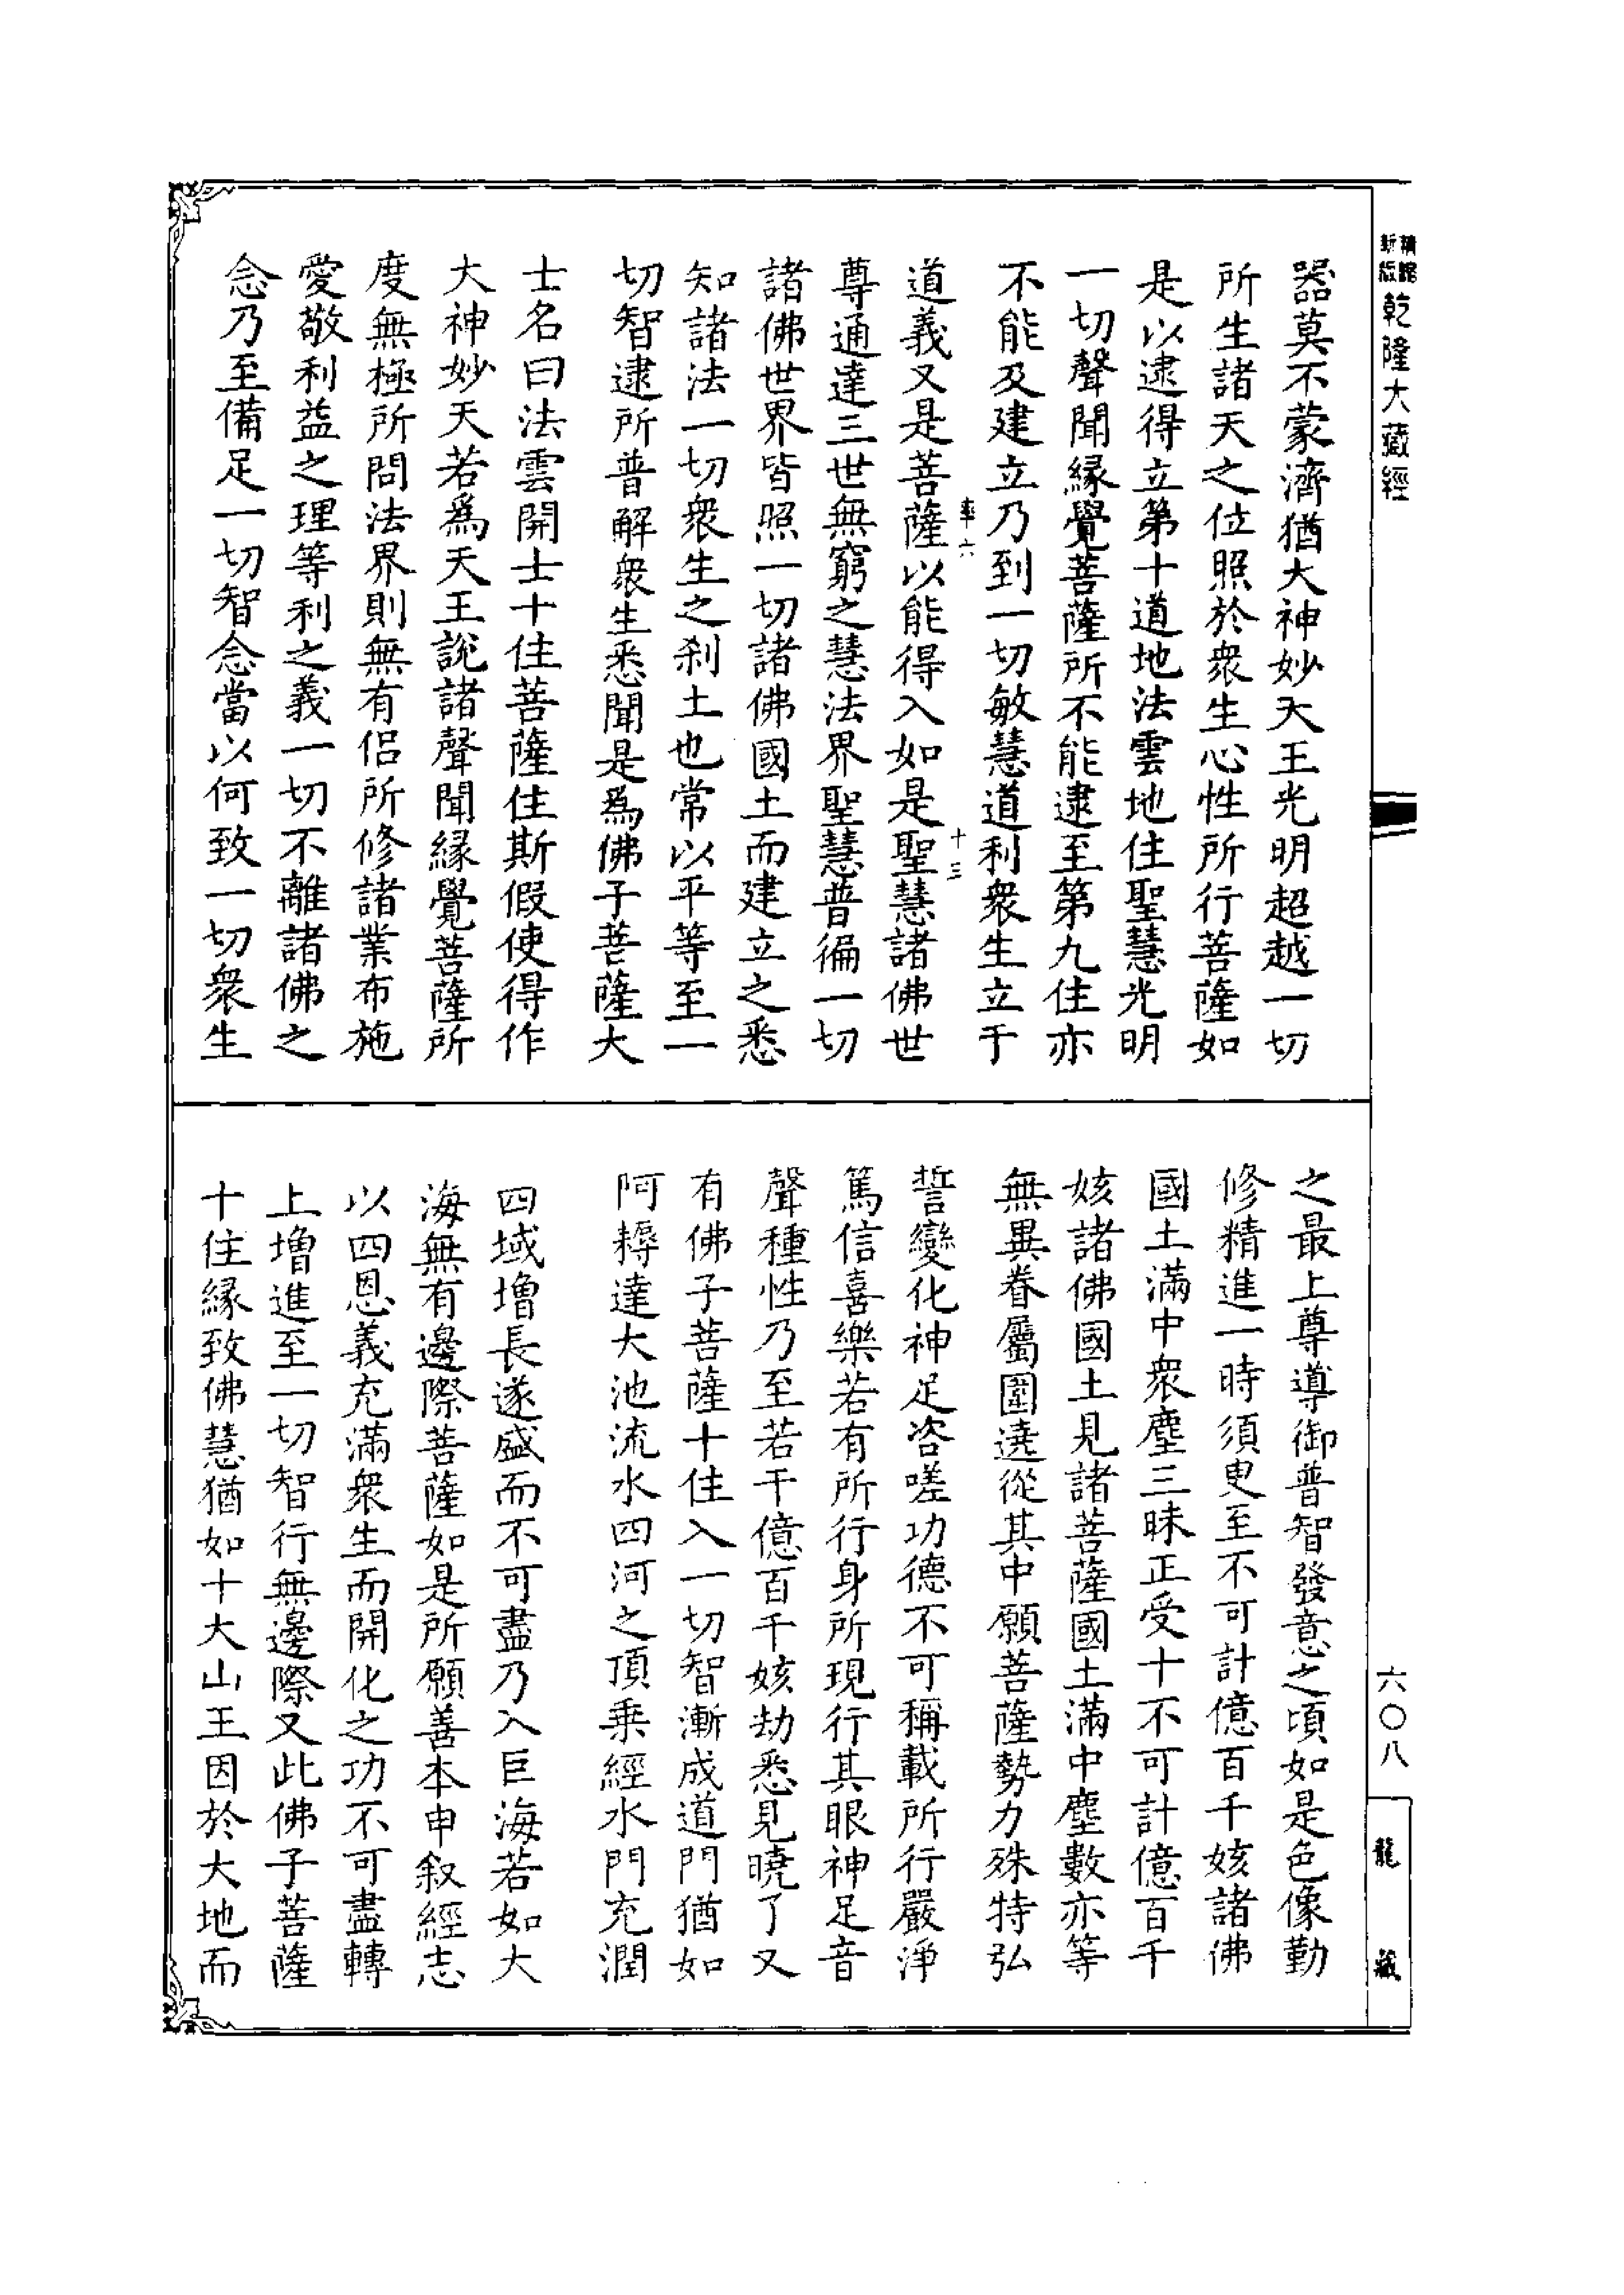 精縮
新版
乾隆大藏經
六〇八
龍藏
器莫不蒙濟猶大神妙天王光明超越一切
所生諸天之位照於衆生心性所行菩薩如
是以逮得立第十道地法雲地住聖慧光明
一切聲聞緣覺菩薩所不能逮至第九住亦
不能及建立乃到一切敏慧道利衆生立于
率六
十三
道義又是菩薩以能得入如是聖慧諸佛世
尊通達三世無窮之慧法界聖慧普徧一切
諸佛世界皆照一切諸佛國土而建立之悉
知諸法一切衆生之刹土也常以平等至一
切智逮所普解衆生悉聞是爲佛子菩薩大
士名曰法雲開士十住菩薩住斯假使得作
大神妙天若爲天王說諸聲聞緣覺菩薩所
度無極所問法界則無有侶所修諸業布施
愛敬利益之理等利之義一切不離諸佛之
念乃至備足一切智念當以何致一切衆生
之最上尊導御普智發意之頃如是色像勤
修精進一時須臾至不可計億百千姟諸佛
國土滿中衆塵三昧正受十不可計億百千
姟諸佛國土見諸菩薩國土滿中塵數亦等
無異眷屬圍遶從其中願菩薩勢力殊特弘
誓變化神足咨嗟功德不可稱載所行嚴淨
篤信喜樂若有所行身所現行其眼神足音
聲種性乃至若干億百千姟劫悉見曉了又
有佛子菩薩十住入一切智漸成道門猶如
阿耨達大池流水四河之頂乗經水門充潤
四域增長遂盛而不可盡乃入巨海若如大
海無有邊際菩薩如是所願善本申叙經志
以四恩義充滿衆生而開化之功不可盡轉
上增進至一切智行無邊際又此佛子菩薩
十住緣致佛慧猶如十大山王因於大地而